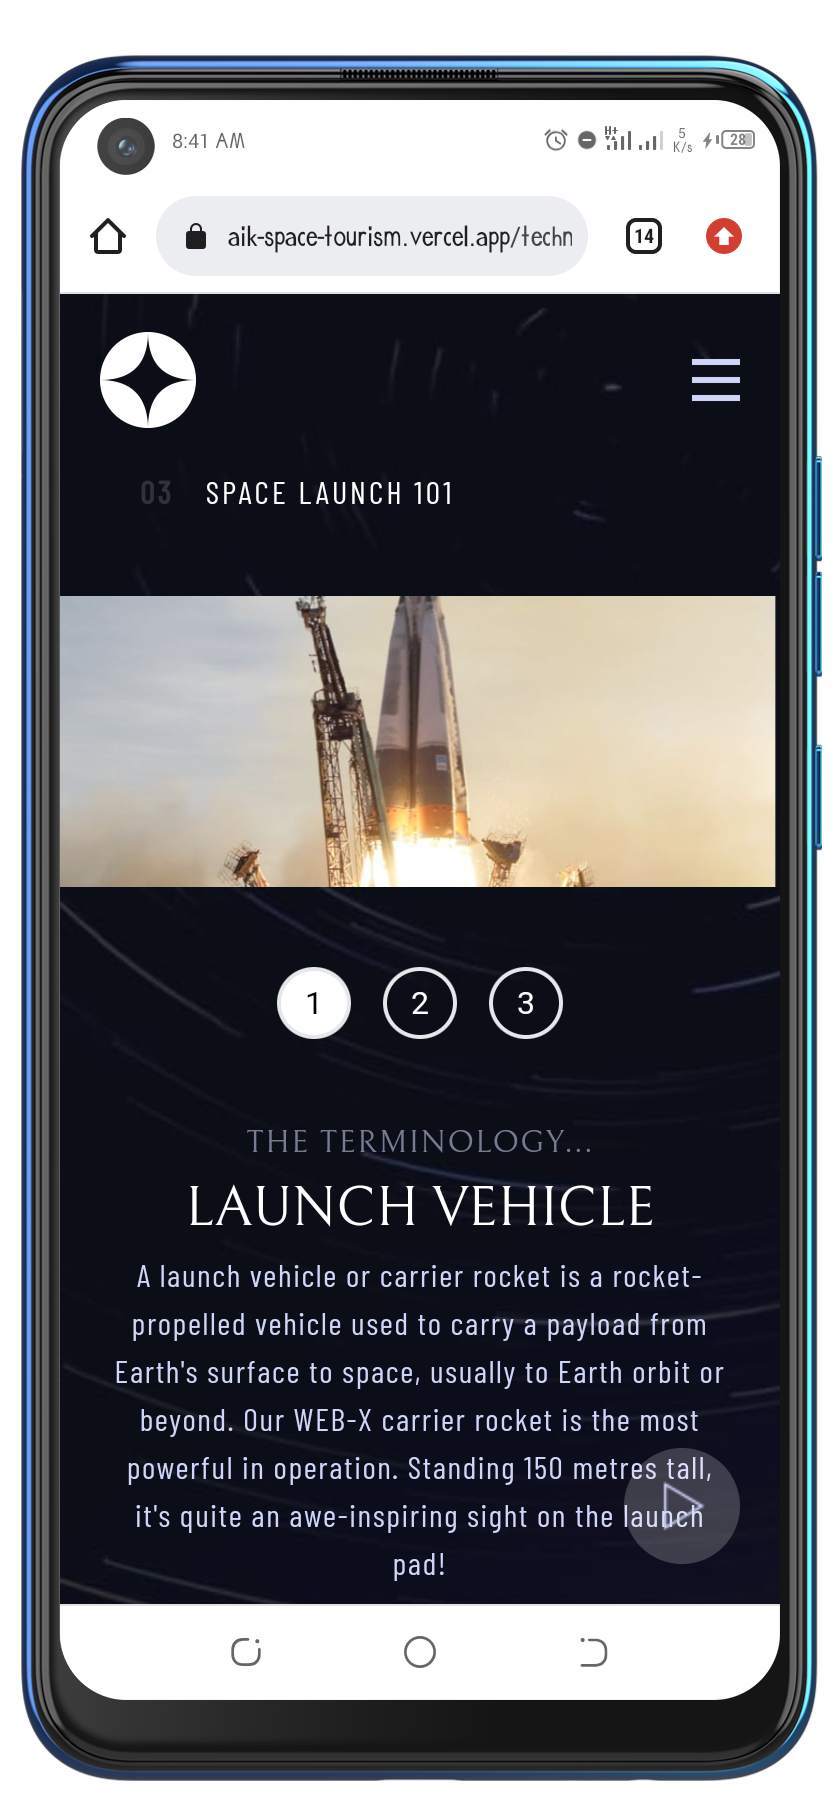 8:41 AM
H+
5
K/s
28
aik-space-tourism.vercel.app/techn
14
03 SPACE LAUNCH 101
1 2 3
THE TERMINOLOGY...
LAUNCH VEHICLE
A launch vehicle or carrier rocket is a rocket-
propelled vehicle used to carry a payload from
Earth's surface to space, usually to Earth orbit or
beyond. Our WEB-X carrier rocket is the most
powerful in operation. Standing 150 metres tall,
it's quite an awe-inspiring sight on the launch
pad!